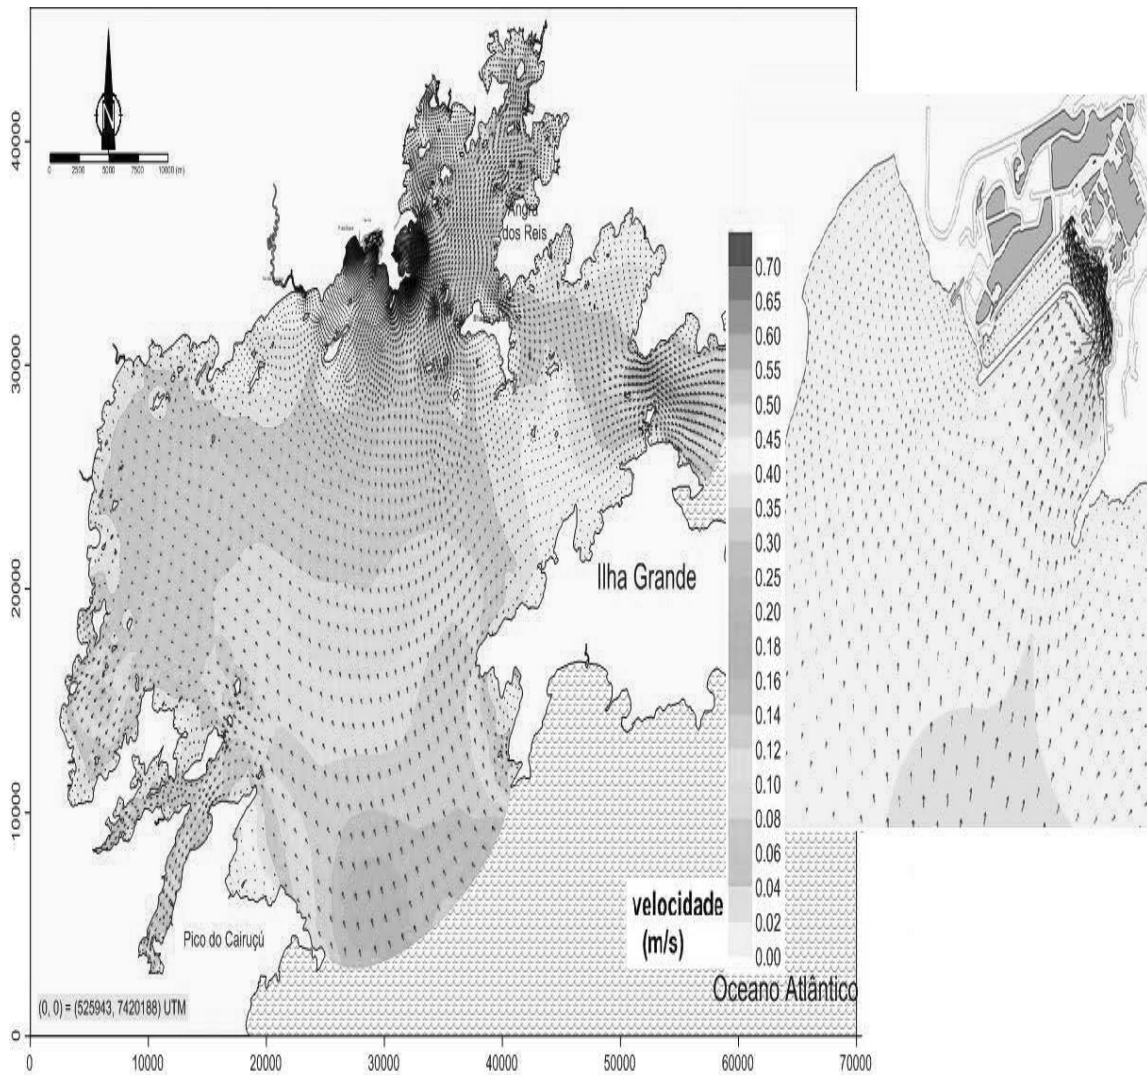 N
0 2500 5000 7500 10000 (m)
40000
30000
20000
10000
0
Angra
dos Reis
Ilha Grande
Pico do Cairuçú
(0, 0) = (525943, 7420188) UTM
velocidade
(m/s)
Oceano Atlântico
0.70
0.65
0.60
0.55
0.50
0.45
0.40
0.35
0.30
0.25
0.20
0.18
0.16
0.14
0.12
0.10
0.08
0.06
0.04
0.02
0.00
0 10000 20000 30000 40000 50000 60000 70000